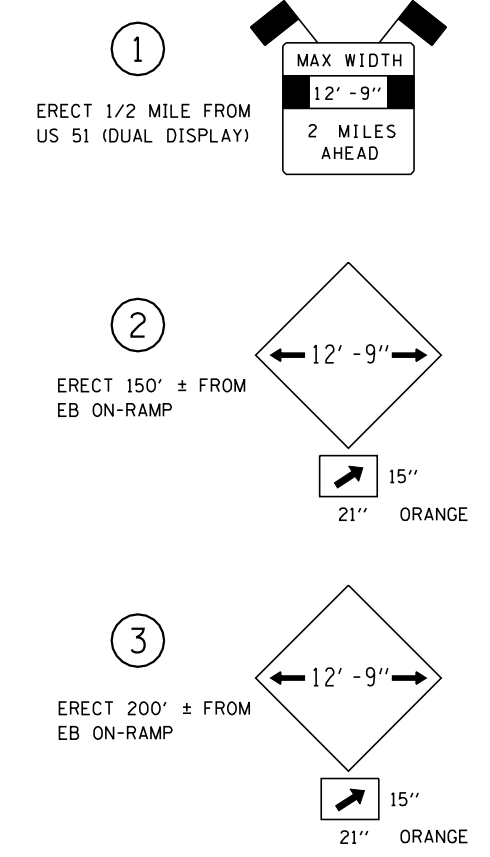 1
ERECT 1/2 MILE FROM
US 51 (DUAL DISPLAY)
MAX WIDTH
12' -9"
2 MILES
AHEAD
2
ERECT 150' ± FROM
EB ON-RAMP
12' -9"
15"
21" ORANGE
3
ERECT 200' ± FROM
EB ON-RAMP
12' -9"
15"
21" ORANGE